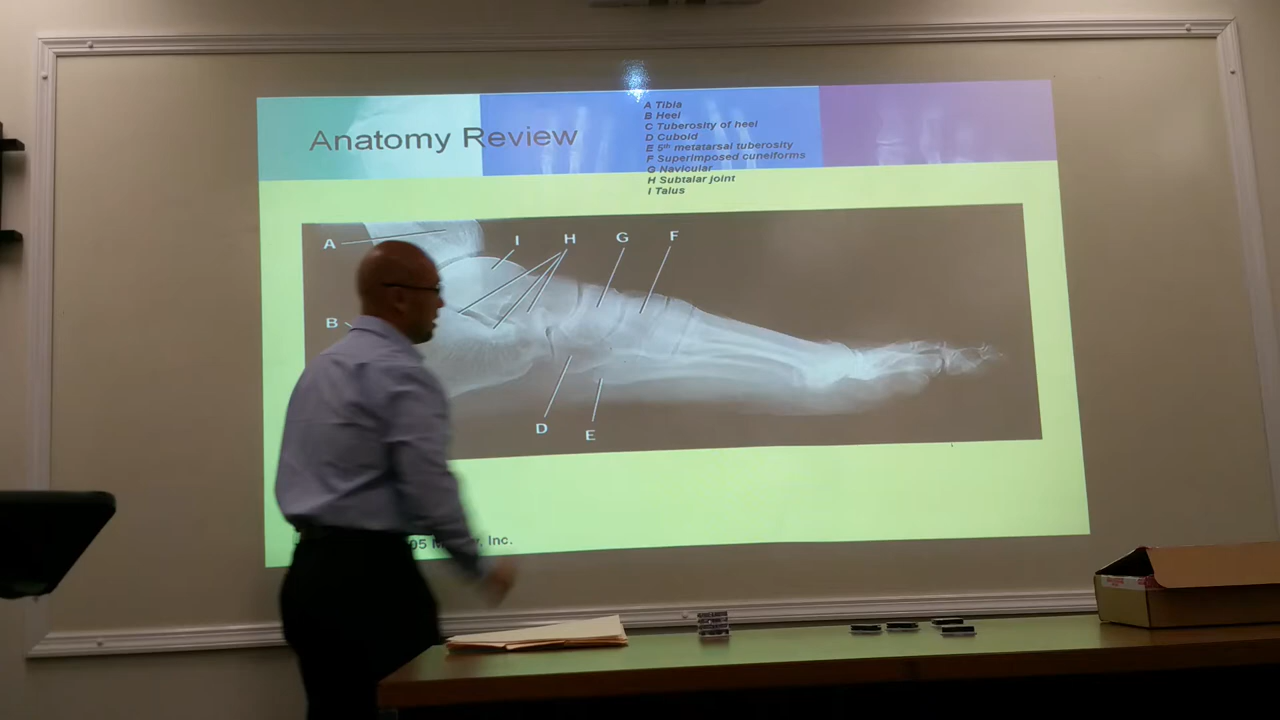 Anatomy Review
A Tibia
B Heel
C Tuberosity of heel
D Cuboid
E 5th metatarsal tuberosity
F Superimposed cuneiforms
G Navicular
H Subtalar joint
I Talus
A I H G F
B
D E
Inc.